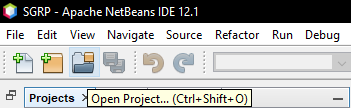 SGRP - Apache NetBeans IDE 12.1
File Edit View Navigate Source Refactor Run Debug
Projects Open Project... (Ctrl+Shift+O)